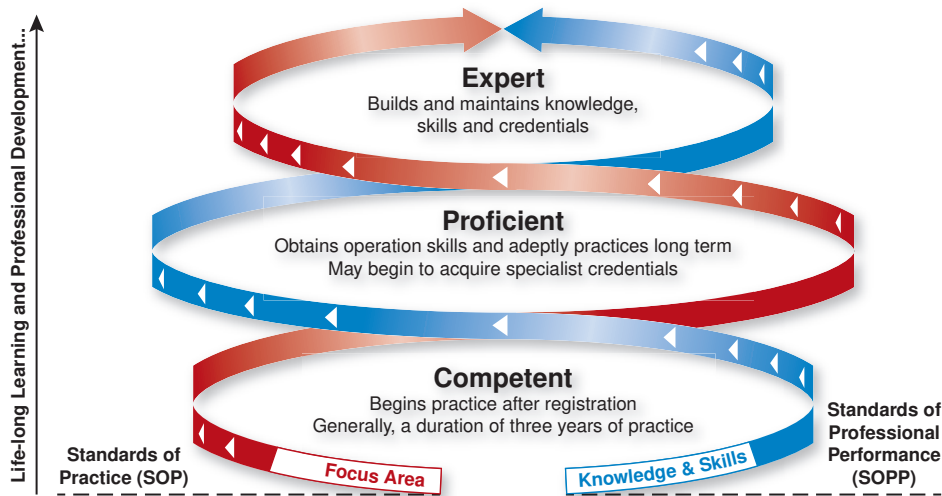 Life-long Learning and Professional Development...
Expert
Builds and maintains knowledge,
skills and credentials
Proficient
Obtains operation skills and adeptly practices long term
May begin to acquire specialist credentials
Competent
Begins practice after registration
Generally, a duration of three years of practice
Standards of
Practice (SOP)
Focus Area
Knowledge & Skills
Standards of
Professional
Performance
(SOPP)